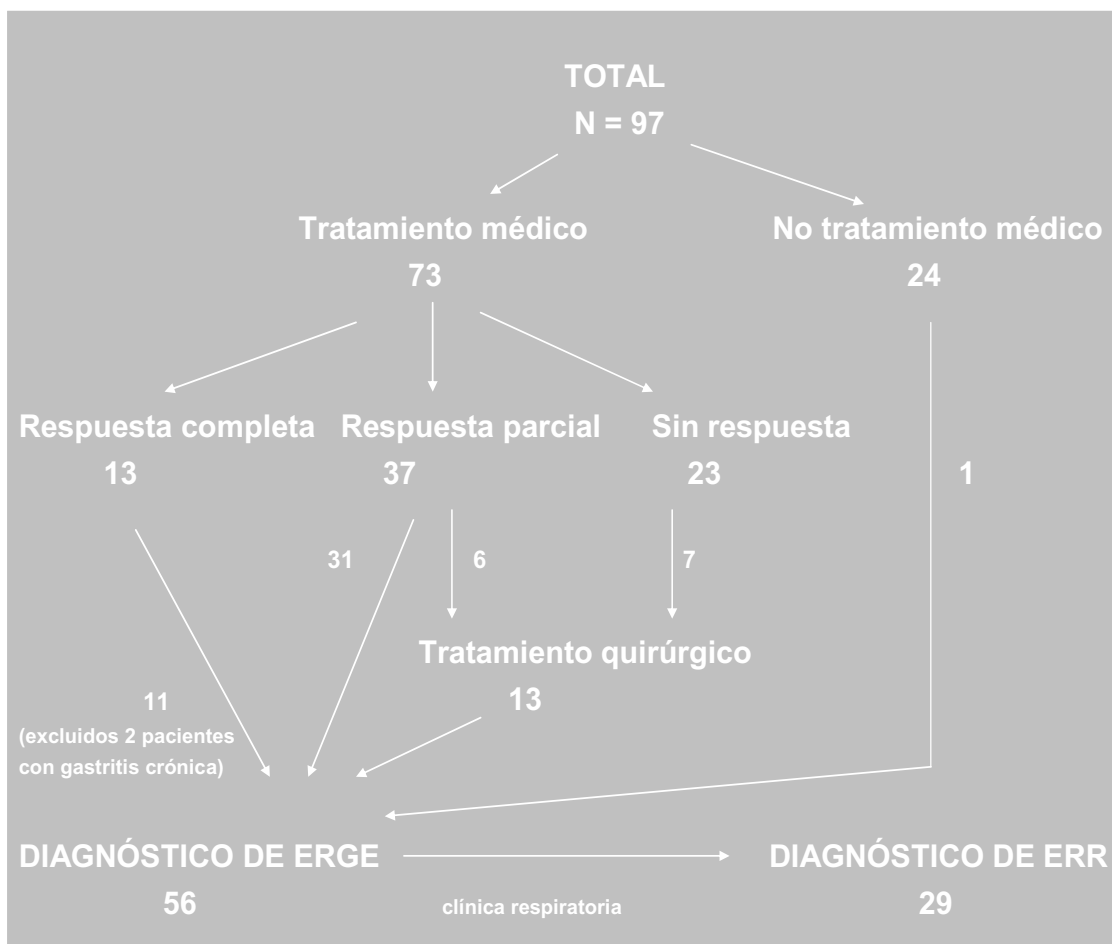 TOTAL
N = 97
Tratamiento médico
73
No tratamiento médico
24
Respuesta completa
13
Respuesta parcial
37
Sin respuesta
23
1
31
6
7
Tratamiento quirúrgico
13
11
(excluidos 2 pacientes
con gastritis crónica)
DIAGNÓSTICO DE ERGE
56
clínica respiratoria
DIAGNÓSTICO DE ERR
29